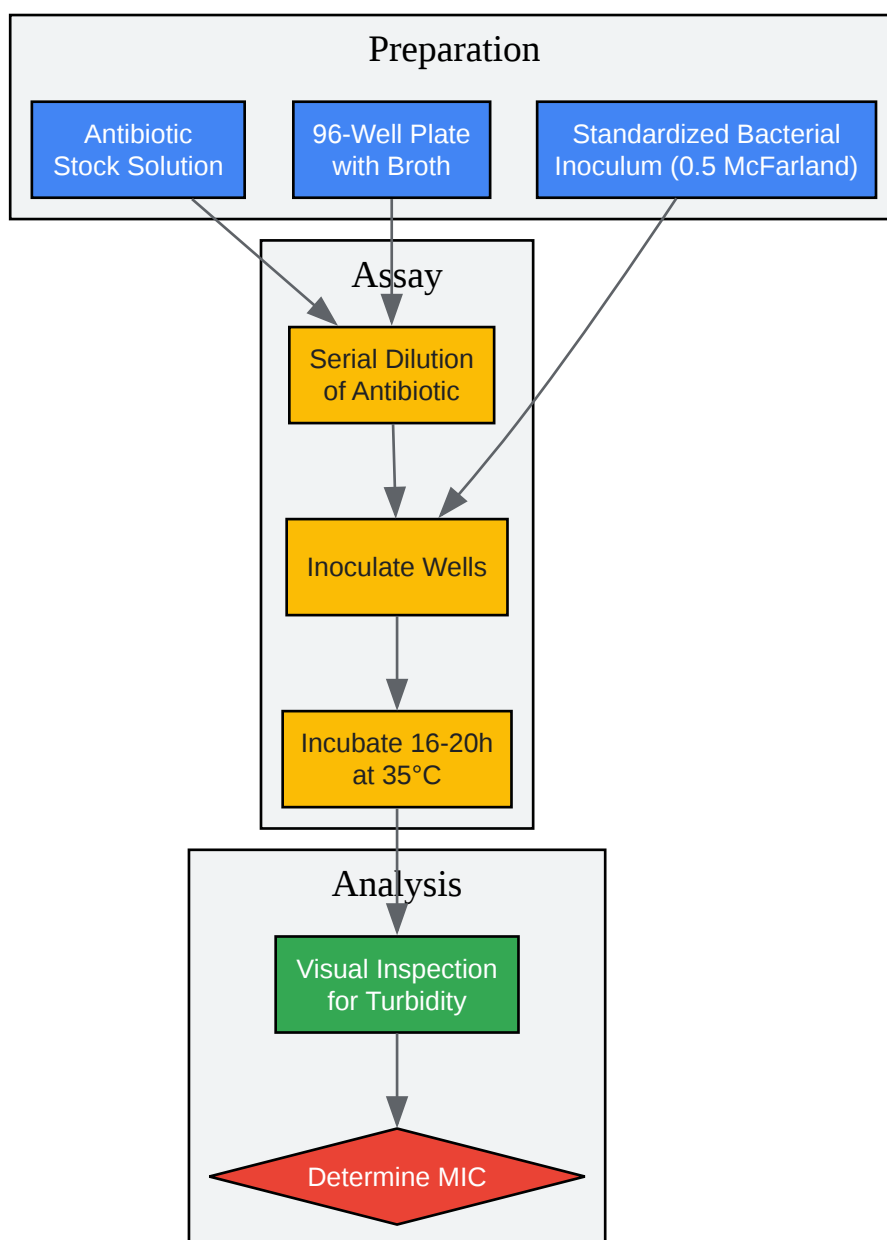 Preparation
Antibiotic
Stock Solution
96-Well Plate
with Broth
Standardized Bacterial
Inoculum (0.5 McFarland)
Assay
Serial Dilution
of Antibiotic
Inoculate Wells
Incubate 16-20h
at 35°C
Analysis
Visual Inspection
for Turbidity
Determine MIC